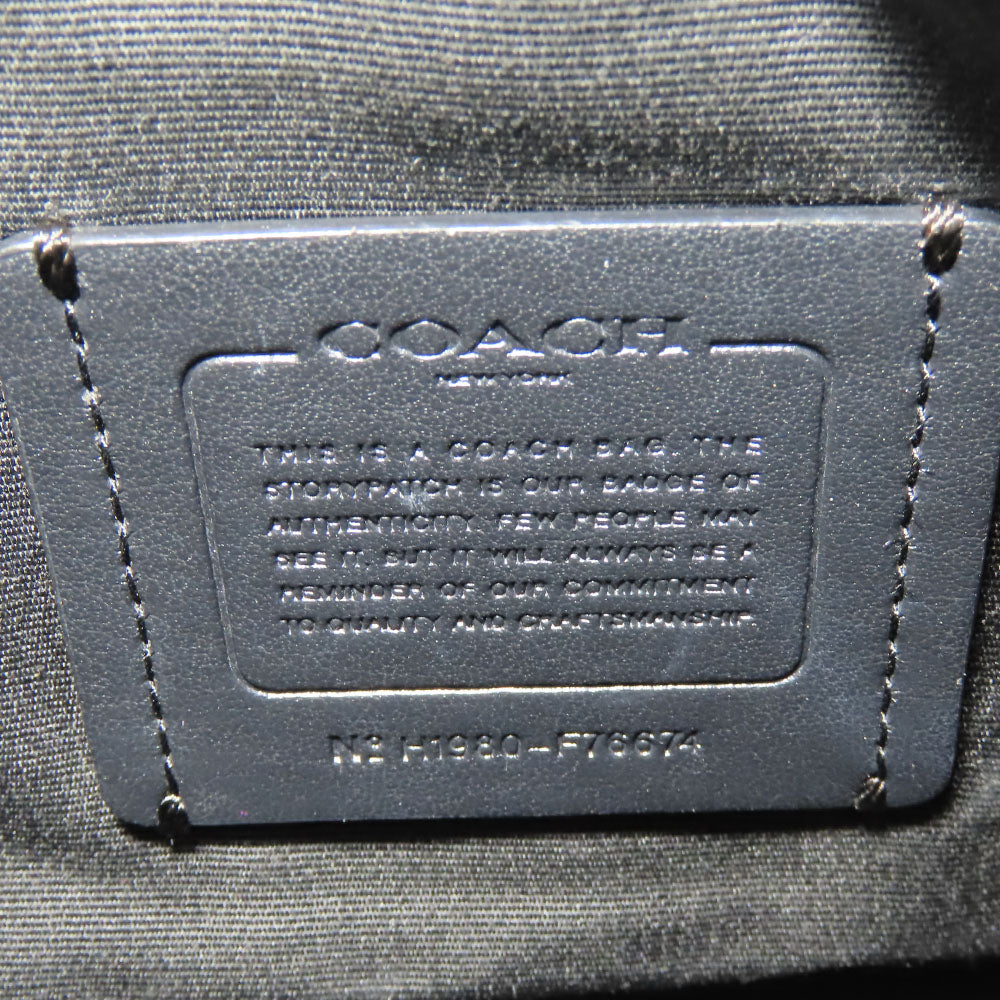 COACH
NEW YORK
THIS IS A COACH BAG. THE
STORYPATCH IS OUR BADGE OF
AUTHENTICITY. FEW PEOPLE MAY
SEE IT, BUT IT WILL ALWAYS BE A
REMINDER OF OUR COMMITMENT
TO QUALITY AND CRAFTSMANSHIP.
Nº H1980-F76674